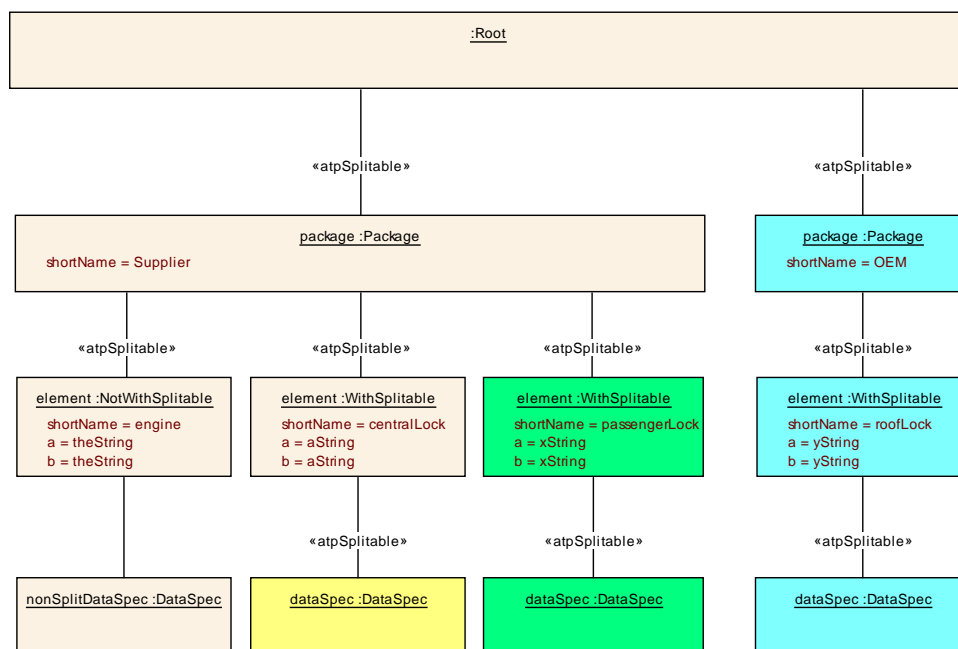 :Root
«atpSplitable»
«atpSplitable»
package :Package
shortName = Supplier
package :Package
shortName = OEM
«atpSplitable»
«atpSplitable»
«atpSplitable»
«atpSplitable»
element :NotWithSplitable
shortName = engine
a = theString
b = theString
element :WithSplitable
shortName = centralLock
a = aString
b = aString
element :WithSplitable
shortName = passengerLock
a = xString
b = xString
element :WithSplitable
shortName = roofLock
a = yString
b = yString
«atpSplitable»
«atpSplitable»
«atpSplitable»
nonSplitDataSpec :DataSpec
dataSpec :DataSpec
dataSpec :DataSpec
dataSpec :DataSpec